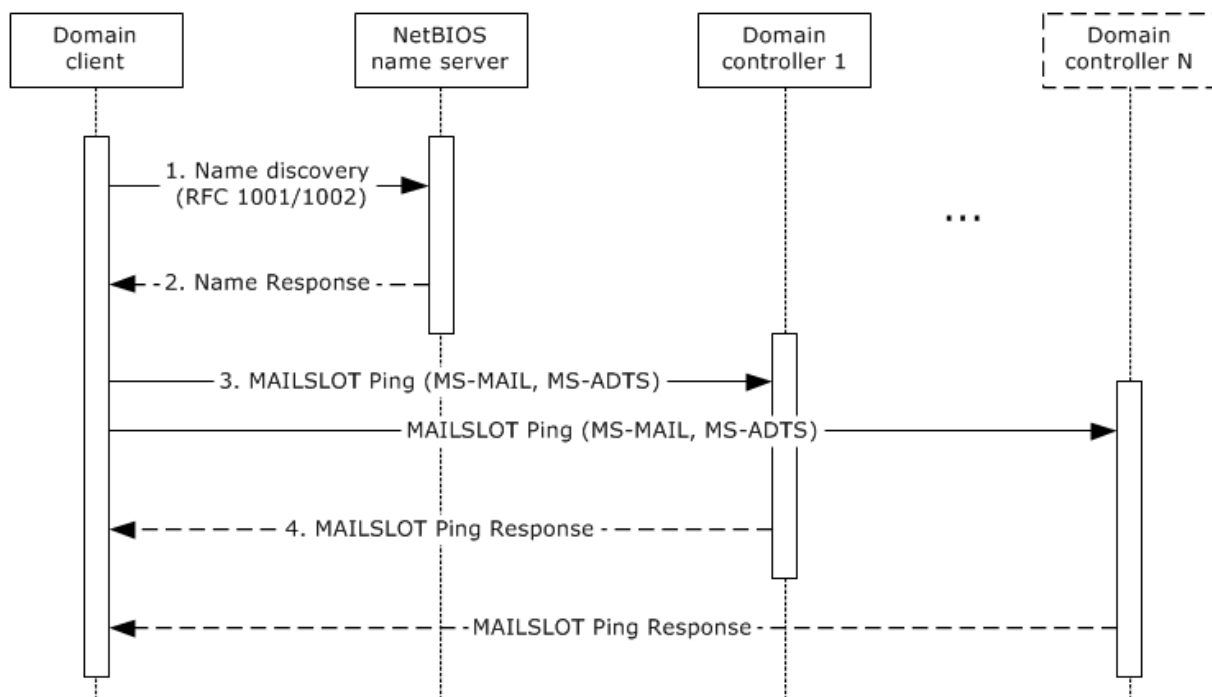 Domain
client
NetBIOS
name server
Domain
controller 1
Domain
controller N
1. Name discovery
(RFC 1001/1002)
...
2. Name Response
3. MAILSLOT Ping (MS-MAIL, MS-ADTS)
MAILSLOT Ping (MS-MAIL, MS-ADTS)
4. MAILSLOT Ping Response
MAILSLOT Ping Response